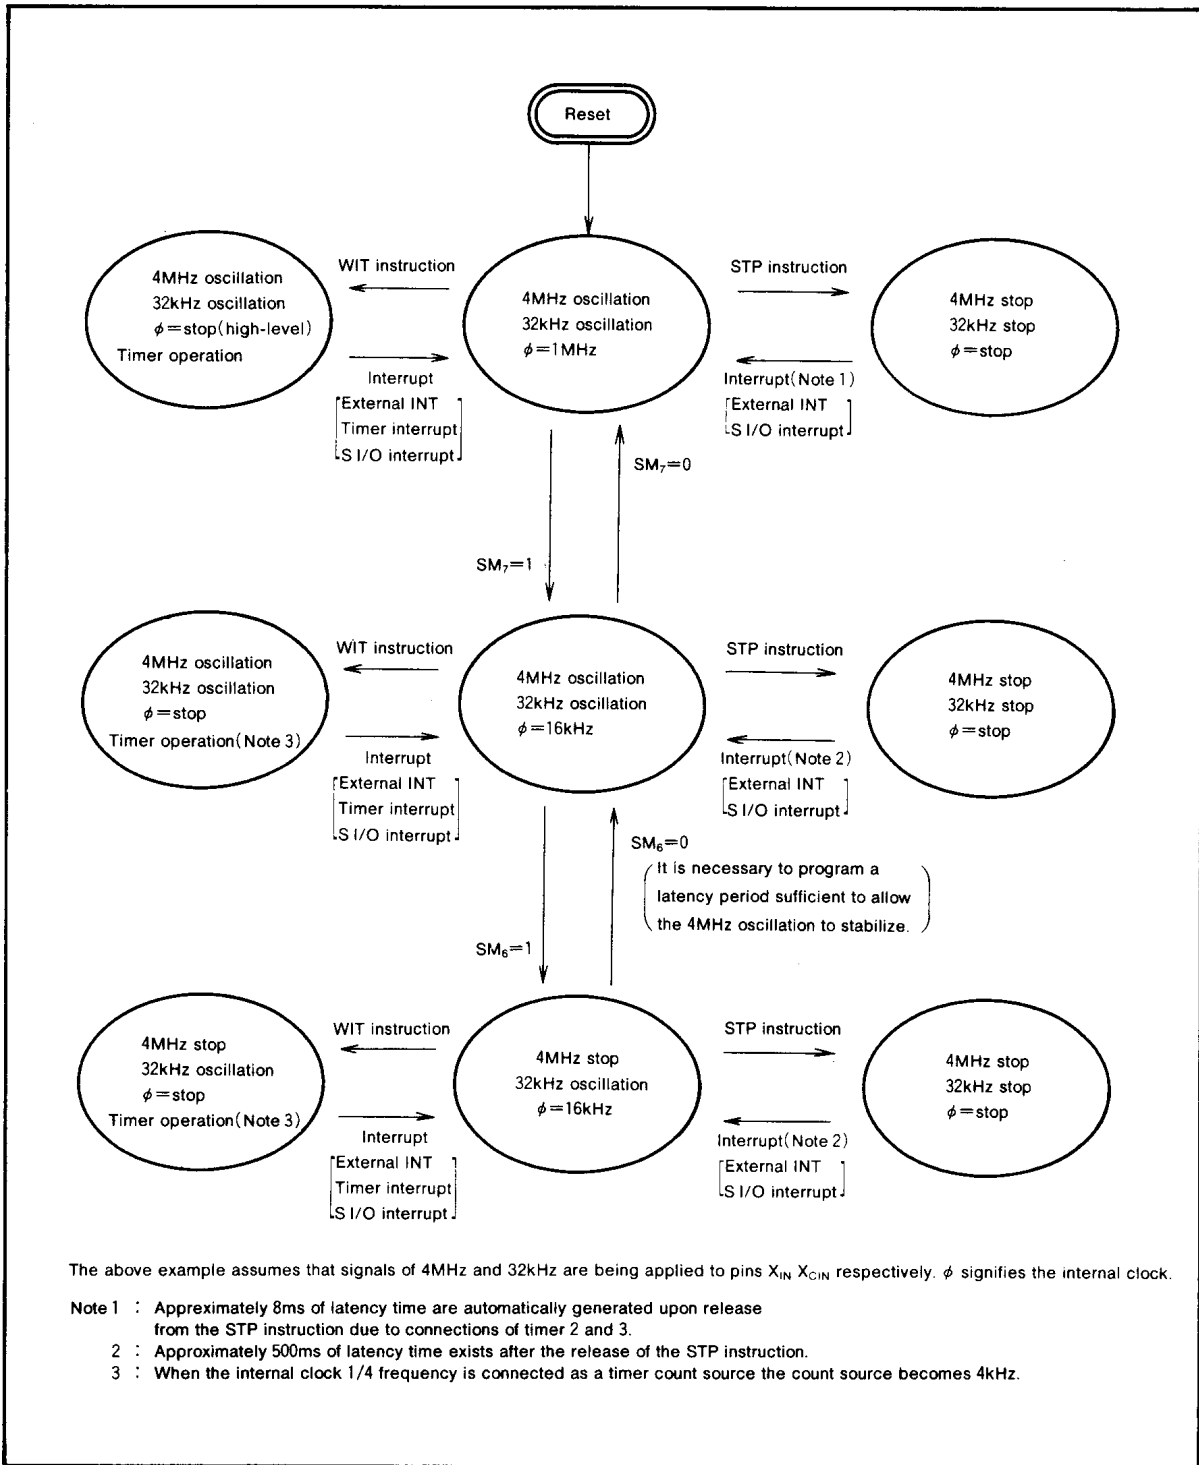 Reset
4MHz oscillation
32kHz oscillation
φ=stop(high-level)
Timer operation
WIT instruction
Interrupt
External INT
Timer interrupt
S I/O interrupt
4MHz oscillation
32kHz oscillation
φ=1MHz
STP instruction
Interrupt(Note 1)
External INT
S I/O interrupt
4MHz stop
32kHz stop
φ=stop
SM₇=1
SM₇=0
4MHz oscillation
32kHz oscillation
φ=stop
Timer operation(Note 3)
WIT instruction
Interrupt
External INT
Timer interrupt
S I/O interrupt
4MHz oscillation
32kHz oscillation
φ=16kHz
STP instruction
Interrupt(Note 2)
External INT
S I/O interrupt
4MHz stop
32kHz stop
φ=stop
SM₆=1
SM₆=0
(It is necessary to program a
latency period sufficient to allow
the 4MHz oscillation to stabilize.)
4MHz stop
32kHz oscillation
φ=stop
Timer operation(Note 3)
WIT instruction
Interrupt
External INT
Timer interrupt
S I/O interrupt
4MHz stop
32kHz oscillation
φ=16kHz
STP instruction
Interrupt(Note 2)
External INT
S I/O interrupt
4MHz stop
32kHz stop
φ=stop
The above example assumes that signals of 4MHz and 32kHz are being applied to pins X_IN X_CIN respectively. φ signifies the internal clock.
Note 1 : Appreximately 8ms of latency time are automatically generated upon release
from the STP instruction due to connections of timer 2 and 3.
2 : Approximately 500ms of latency time exists after the release of the STP instruction.
3 : When the internal clock 1/4 frequency is connected as a timer count source the count source becomes 4kHz.